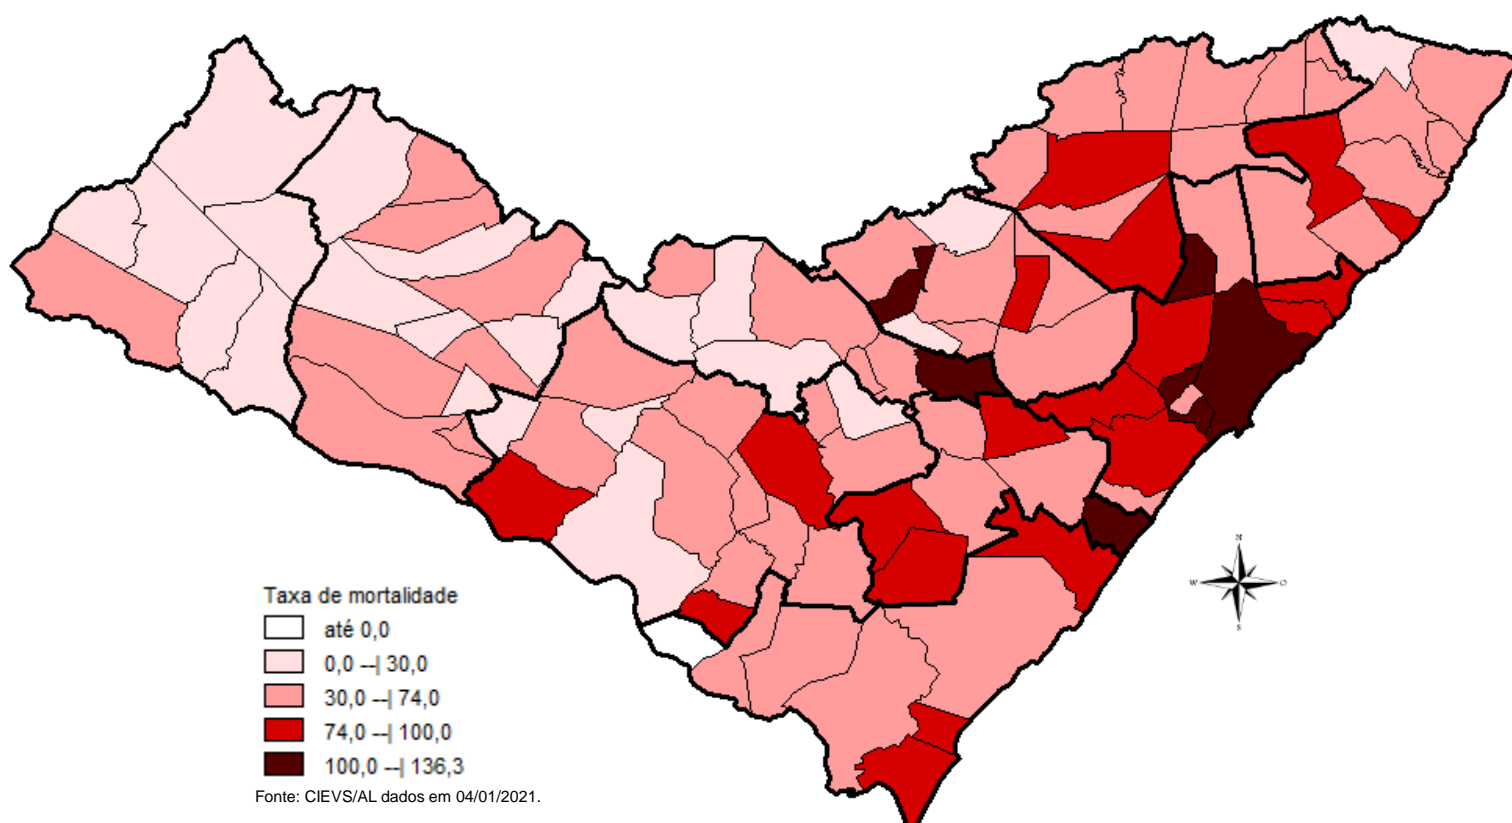 N
W
O
S
Taxa de mortalidade
até 0,0
0,0 --| 30,0
30,0 --| 74,0
74,0 --| 100,0
100,0 --| 136,3
Fonte: CIEVS/AL dados em 04/01/2021.